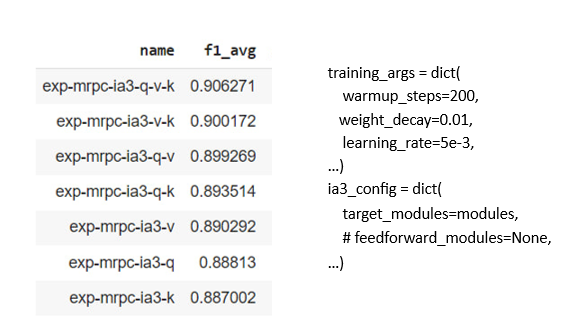 name f1_avg
exp-mrpc-ia3-q-v-k 0.906271
exp-mrpc-ia3-v-k 0.900172
exp-mrpc-ia3-q-v 0.899269
exp-mrpc-ia3-q-k 0.893514
exp-mrpc-ia3-v 0.890292
exp-mrpc-ia3-q 0.88813
exp-mrpc-ia3-k 0.887002
training_args = dict(
warmup_steps=200,
weight_decay=0.01,
learning_rate=5e-3,
...)
ia3_config = dict(
target_modules=modules,
# feedforward_modules=None,
...)